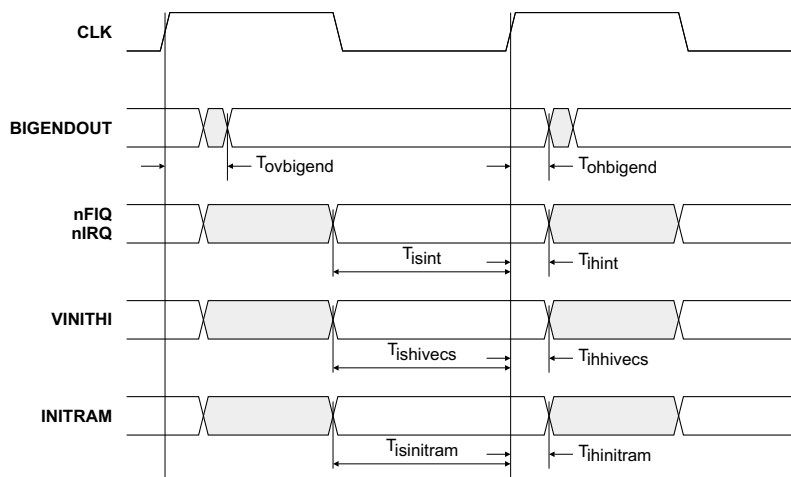 CLK
BIGENDOUT
Tovbigend
Tohbigend
nFIQ
nIRQ
Tisint
Tihint
VINITHI
Tishivecs
Tihhivecs
INITRAM
Tisinitram
Tihinitram